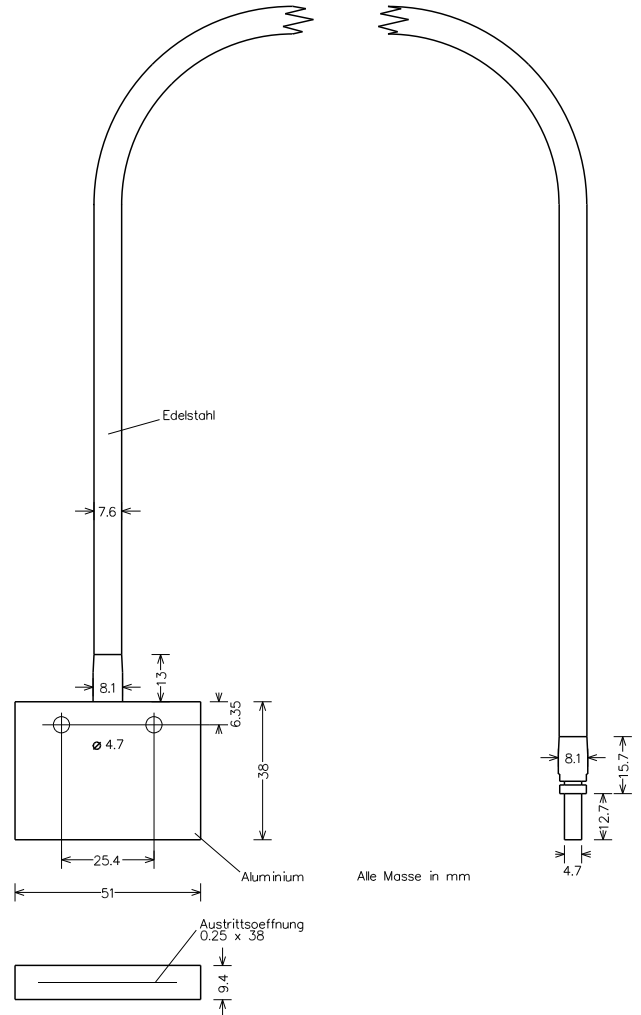 Edelstahl
7.6
13
8.1
6.35
ø 4.7
38
25.4
51
Aluminium
Alle Masse in mm
8.1
15.7
12.7
4.7
Austrittsoeffnung
0.25 x 38
9.4